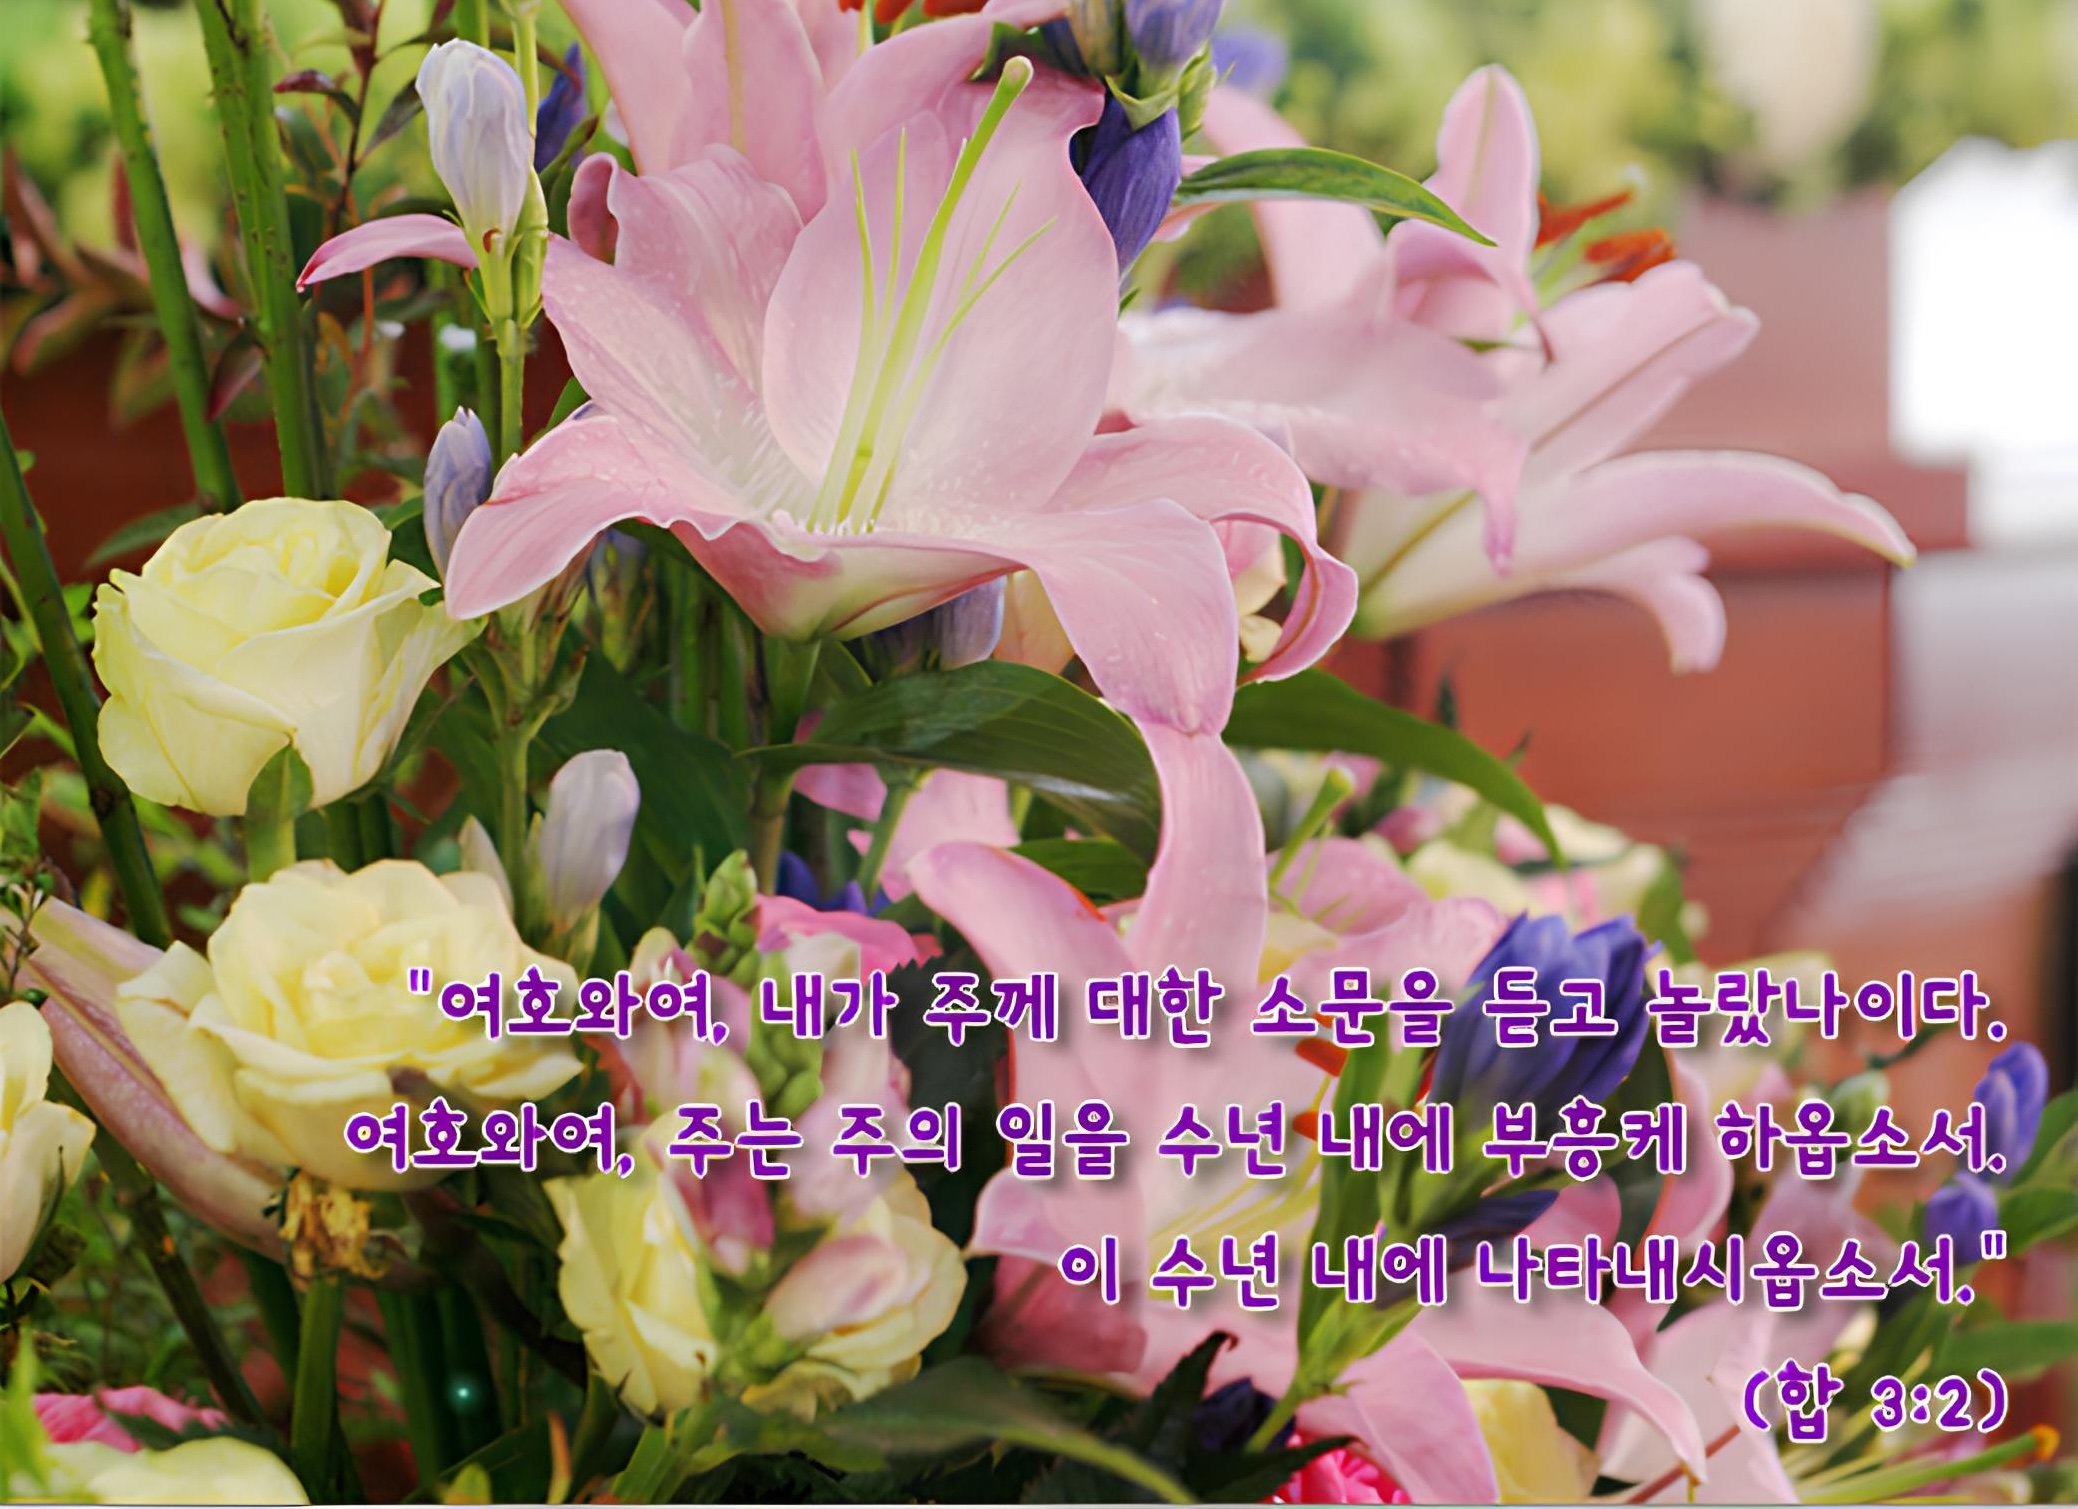 "여호와여, 내가 주께 대한 소문을 듣고 놀랐나이다.
여호와여, 주는 주의 일을 수년 내에 부흥케 하옵소서.
이 수년 내에 나타내시옵소서."
(합 3:2)